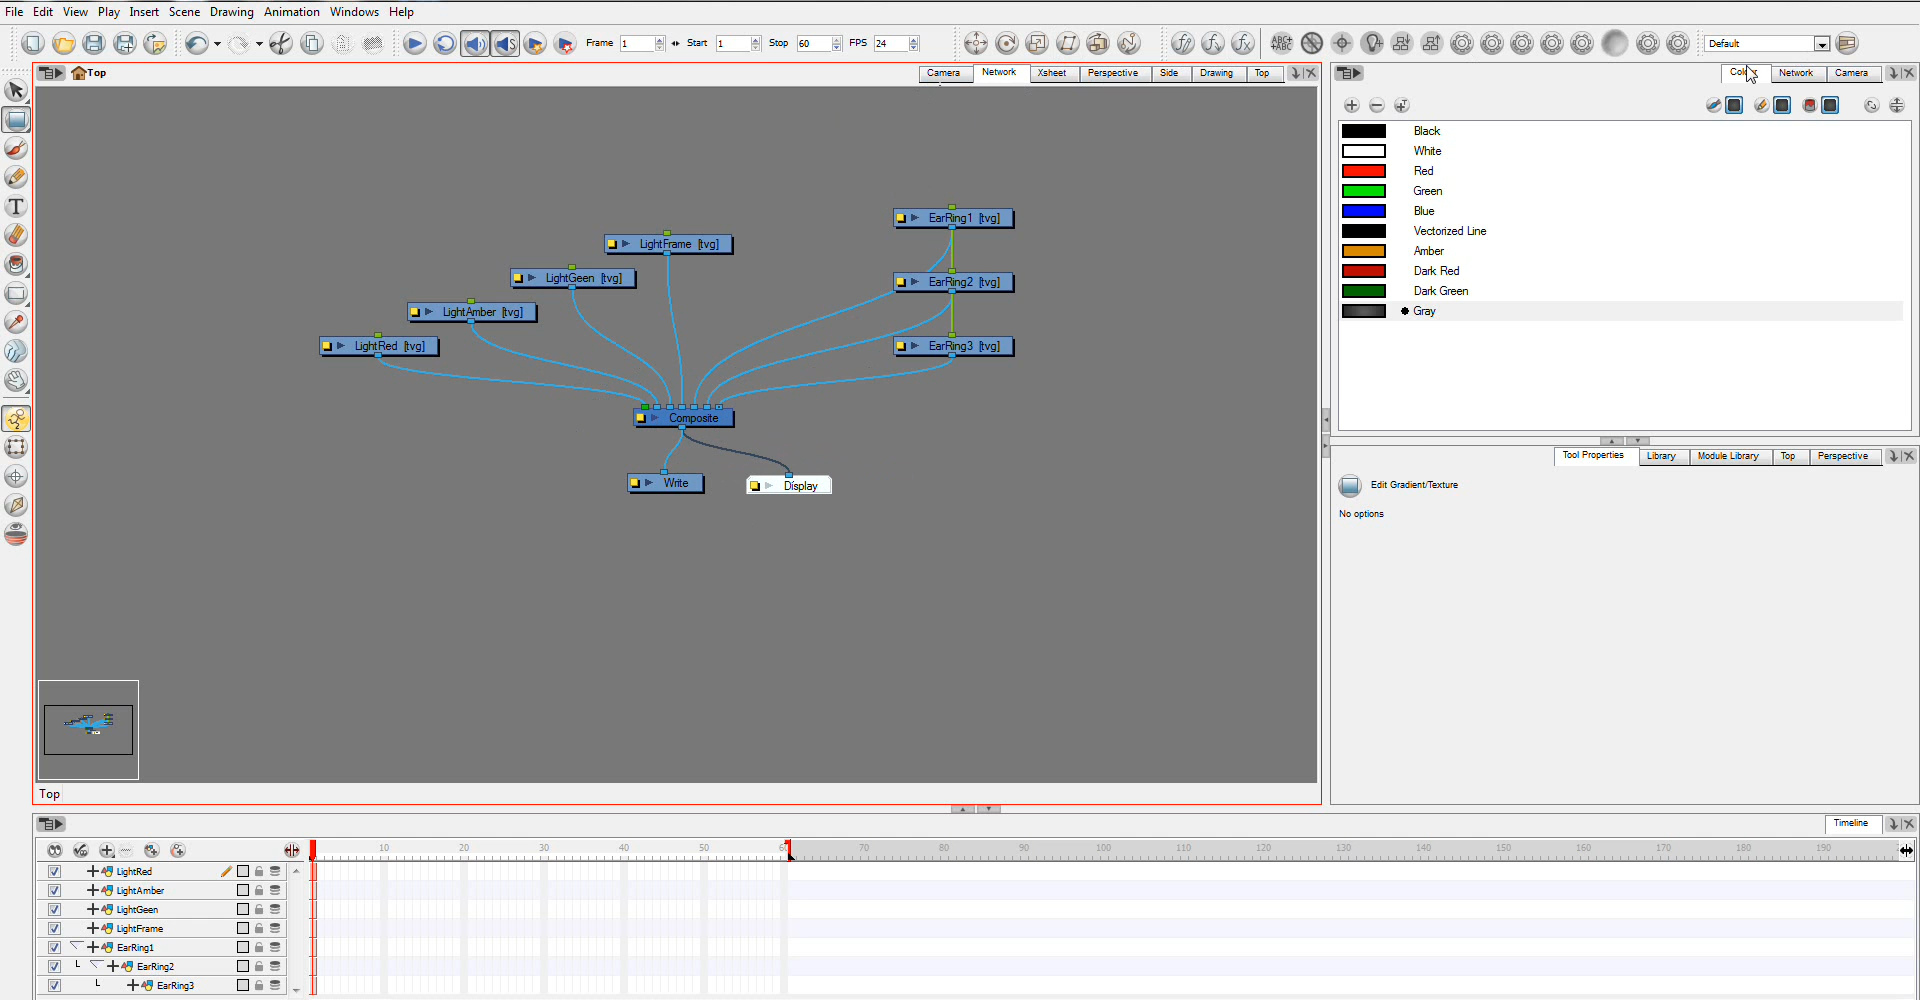 File Edit View Play Insert Scene Drawing Animation Windows Help
Frame 1 Start 1 Stop 60 FPS 24 Default
Top Camera Network Xsheet Perspective Side Drawing Top
Network Camera
Black
White
Red
Green
Blue
Vectorized Line
Amber
Dark Red
Dark Green
Gray
EarRing1 [tvg]
LightFrame [tvg]
LightGeen [tvg]
EarRing2 [tvg]
LightAmber [tvg]
LightRed [tvg]
EarRing3 [tvg]
Composite
Write
Display
Tool Properties Library Module Library Top Perspective
Edit Gradient/Texture
No options
Top
Timeline
10 20 30 40 50 60 70 80 90 100 110 120 130 140 150 160 170 180 190
LightRed
LightAmber
LightGeen
LightFrame
EarRing1
EarRing2
EarRing3